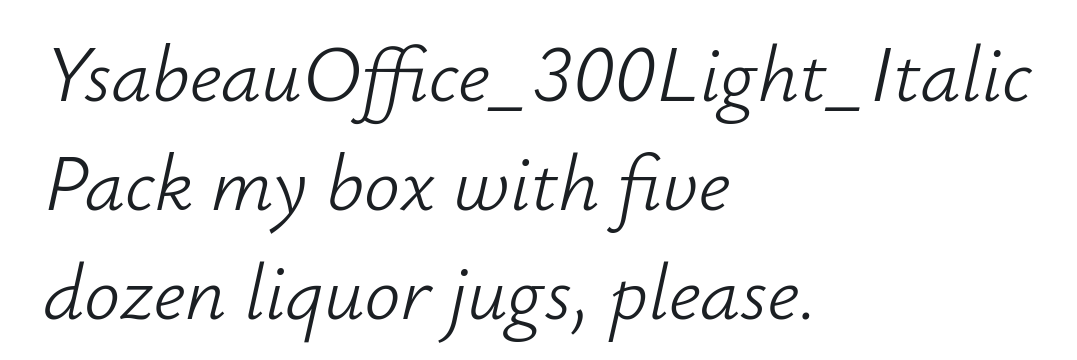 YsabeauOffice_300Light_Italic
Pack my box with five
dozen liquor jugs, please.